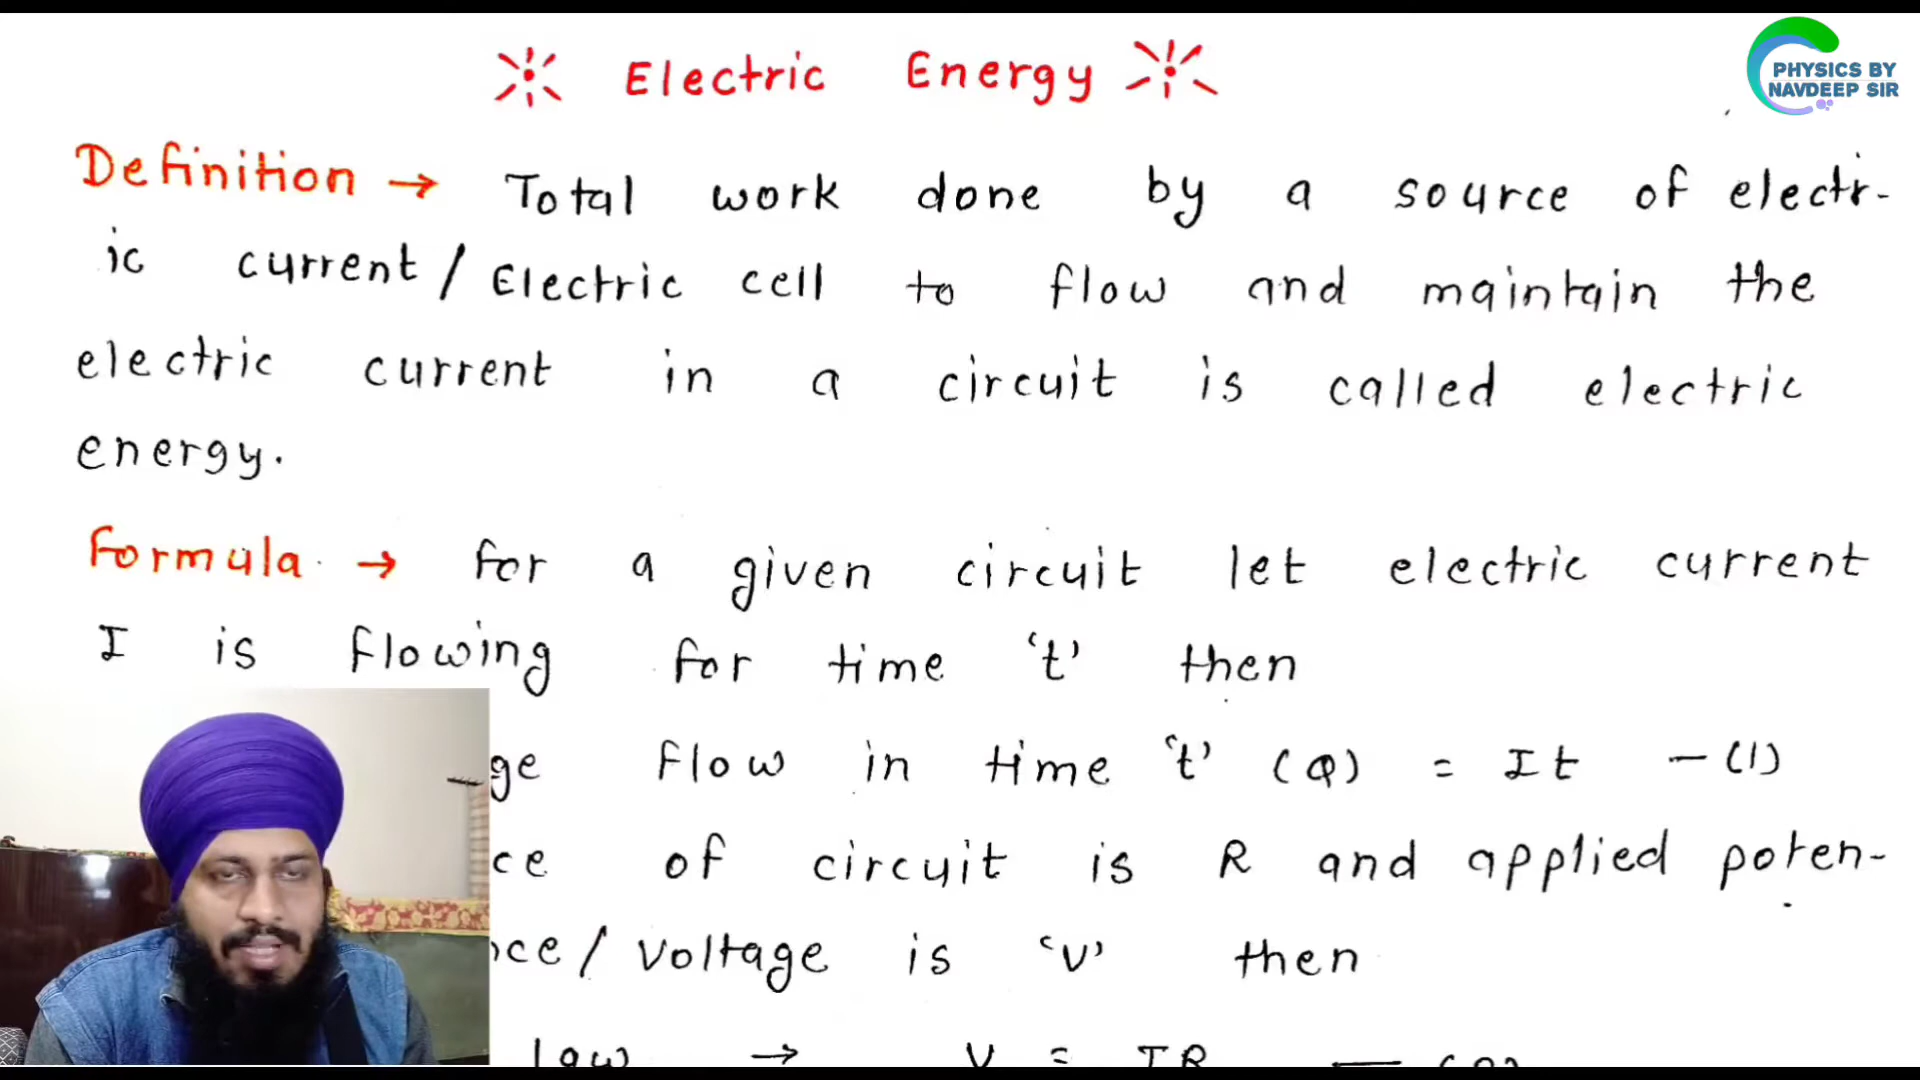 Electric Energy
PHYSICS BY
NAVDEEP SIR
Definition → Total work done by a source of electr-
ic current / Electric cell to flow and maintain the
electric current in a circuit is called electric
energy.
Formula → for a given circuit let electric current
I is flowing for time 't' then
ge flow in time 't' (Q) = It - (1)
ce of circuit is R and applied poten-
nce / voltage is 'V' then
law → V = IR